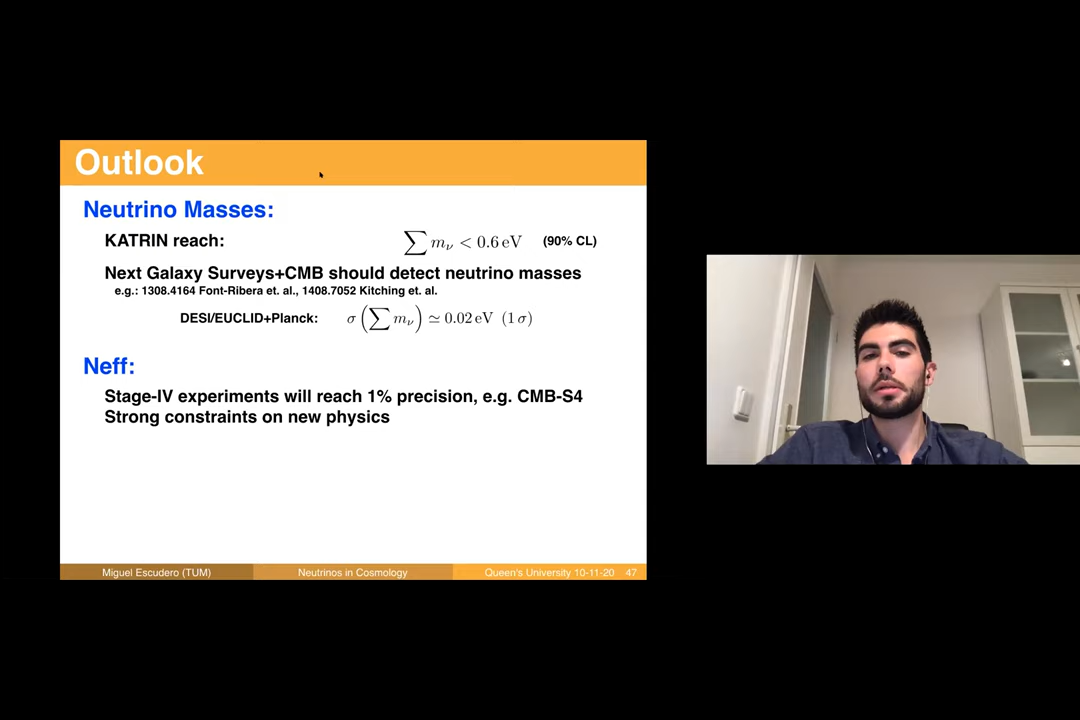 Outlook
Neutrino Masses:
KATRIN reach: ∑ mν < 0.6 eV (90% CL)
Next Galaxy Surveys+CMB should detect neutrino masses
e.g.: 1308.4164 Font-Ribera et. al., 1408.7052 Kitching et. al.
DESI/EUCLID+Planck: σ (∑ mν) ≃ 0.02 eV (1 σ)
Neff:
Stage-IV experiments will reach 1% precision, e.g. CMB-S4
Strong constraints on new physics
Miguel Escudero (TUM) Neutrinos in Cosmology Queen's University 10-11-20 47